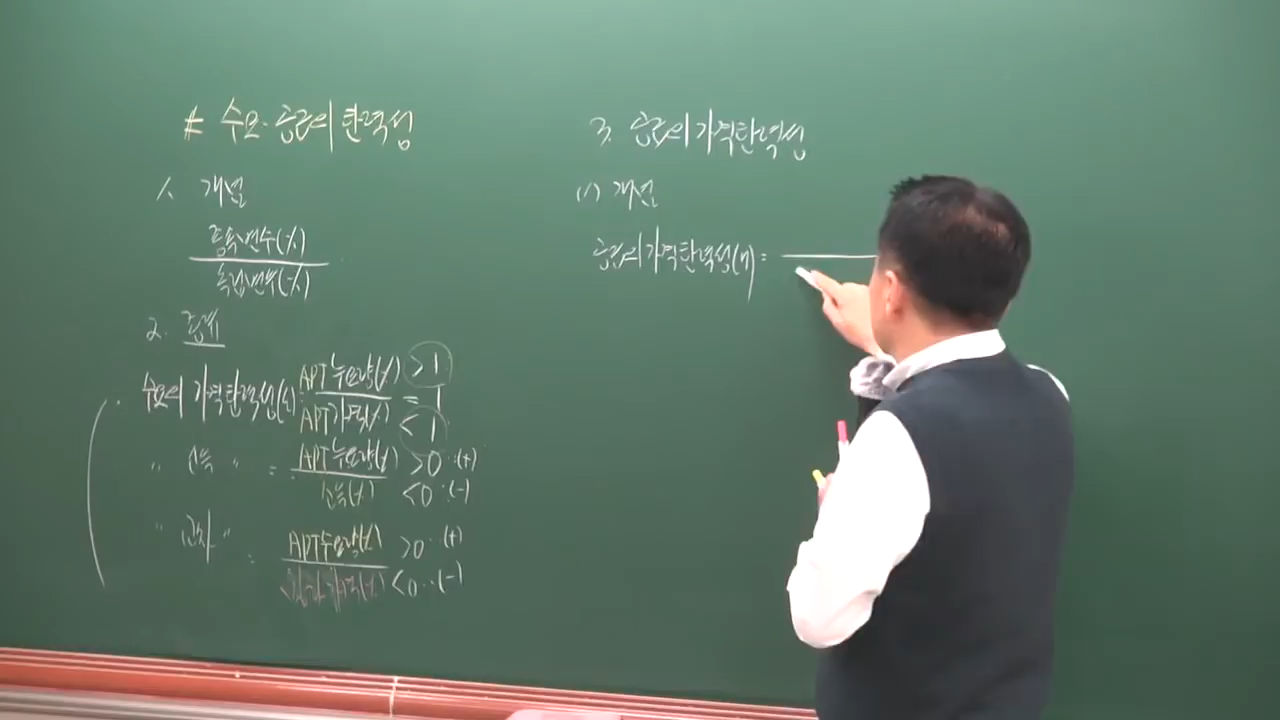 # 수요·공급의 탄력성
1. 개념
종속변수(%)
독립변수(%)
2. 종류
수요의 가격탄력성(ε) = APT 수요량(%) > 1
= 1
APT 가격(%) < 1
" 소득 " = APT 수요량(%) > 0 ··(+)
소득(%) < 0 ··(-)
" 교차 " = APT 수요량(%) > 0 ··(+)
가격(%) < 0 ··(-)
3. 공급의 가격탄력성
(1) 개념
공급의 가격탄력성(η) =